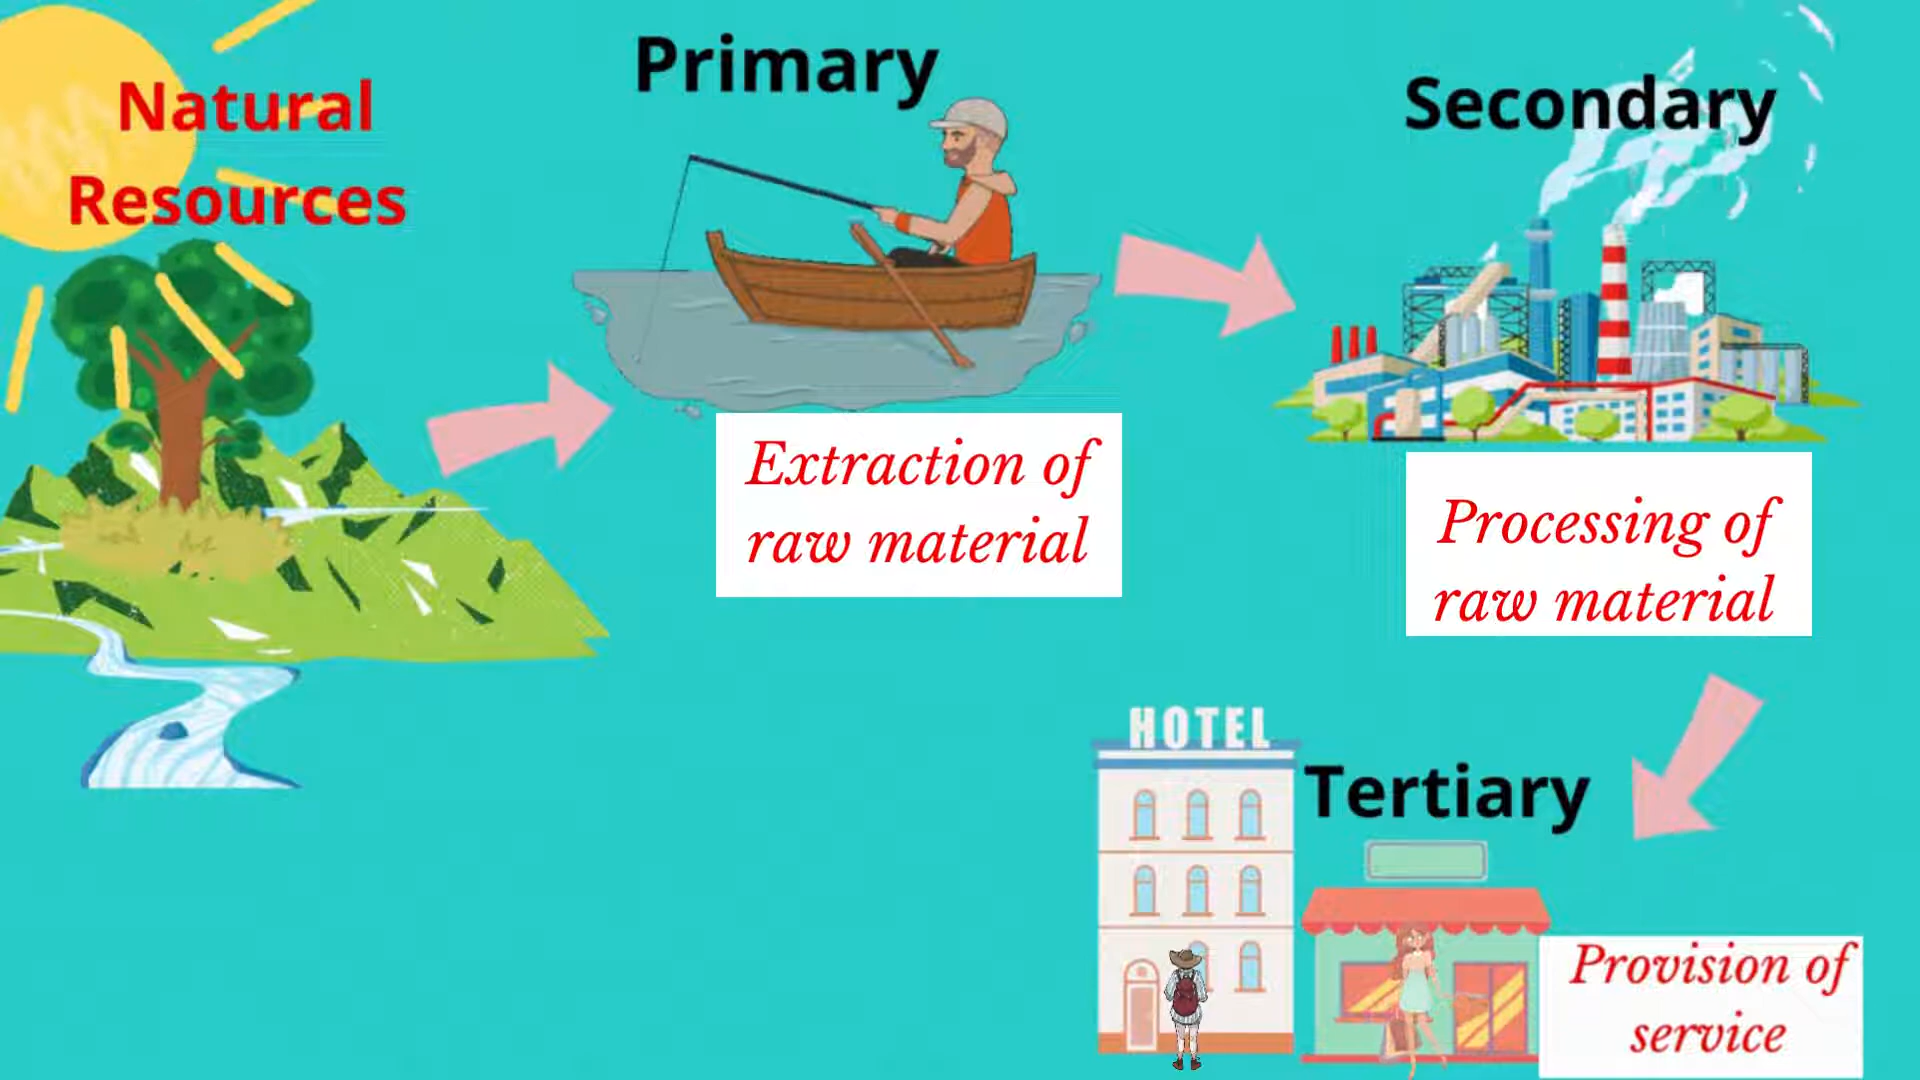 Natural
Resources
Primary
Extraction of
raw material
Secondary
Processing of
raw material
HOTEL
Tertiary
Provision of
service